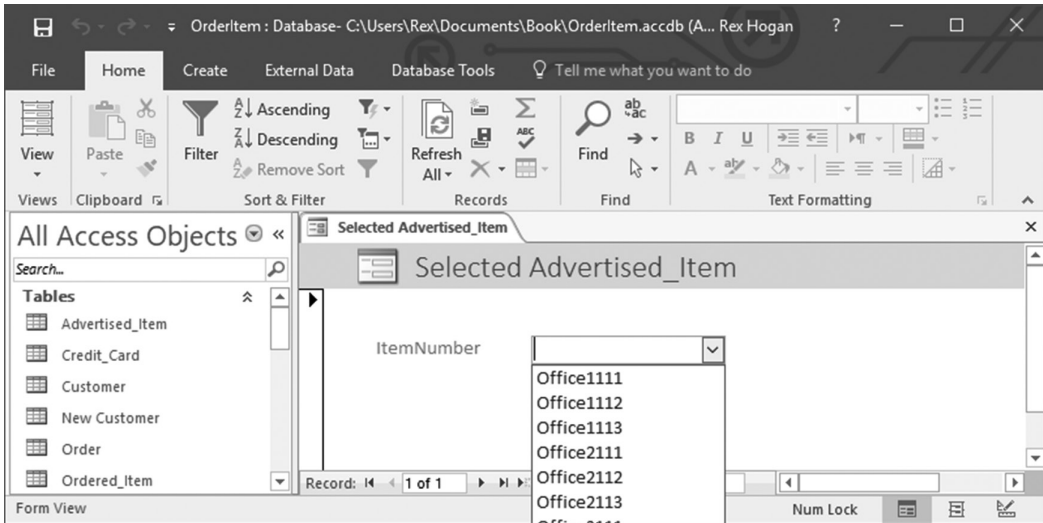 OrderItem : Database- C:\Users\Rex\Documents\Book\OrderItem.accdb (A... Rex Hogan ?
File Home Create External Data Database Tools Tell me what you want to do
View
Paste
Filter
Ascending
Descending
Remove Sort
Refresh All
Find
B I U
A
Views Clipboard Sort & Filter Records Find Text Formatting
All Access Objects «
Search...
Tables
Advertised_Item
Credit_Card
Customer
New Customer
Order
Ordered_Item
Selected Advertised_Item
Selected Advertised_Item
ItemNumber
Office1111
Office1112
Office1113
Office2111
Office2112
Office2113
Record: 1 of 1
Form View Num Lock